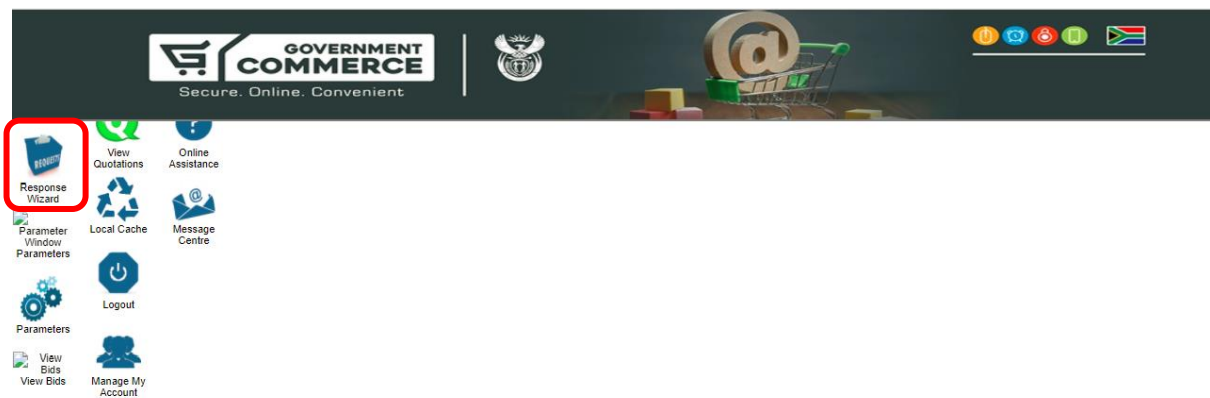 GOVERNMENT
COMMERCE
Secure. Online. Convenient
REQUEST
Response
Wizard
Parameter
Window
Parameters
Parameters
View
Bids
View Bids
View
Quotations
Local Cache
Logout
Manage My
Account
?
Online
Assistance
@
Message
Centre